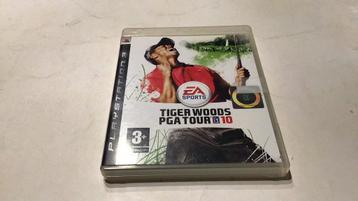 PLAYSTATION 3
EA
SPORTS
TIGER WOODS
PGA TOUR 10
3+